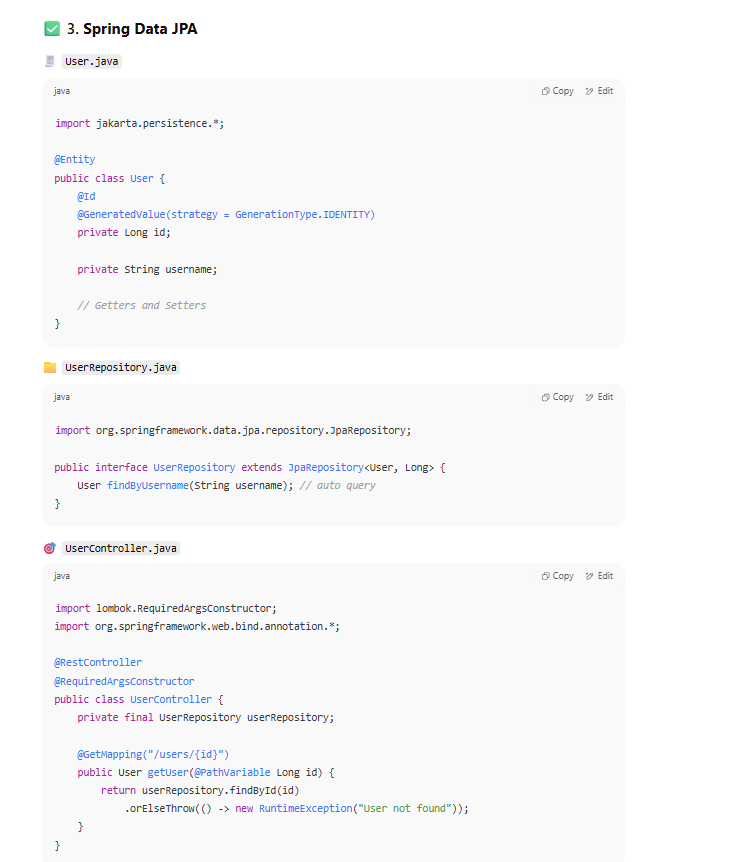 3. Spring Data JPA
User.java
java
Copy
Edit
import jakarta.persistence.*;
@Entity
public class User {
    @Id
    @GeneratedValue(strategy = GenerationType.IDENTITY)
    private Long id;
    private String username;
    // Getters and Setters
}
UserRepository.java
java
Copy
Edit
import org.springframework.data.jpa.repository.JpaRepository;
public interface UserRepository extends JpaRepository<User, Long> {
    User findByUsername(String username); // auto query
}
UserController.java
java
Copy
Edit
import lombok.RequiredArgsConstructor;
import org.springframework.web.bind.annotation.*;
@RestController
@RequiredArgsConstructor
public class UserController {
    private final UserRepository userRepository;
    @GetMapping("/users/{id}")
    public User getUser(@PathVariable Long id) {
        return userRepository.findById(id)
            .orElseThrow(() -> new RuntimeException("User not found"));
    }
}